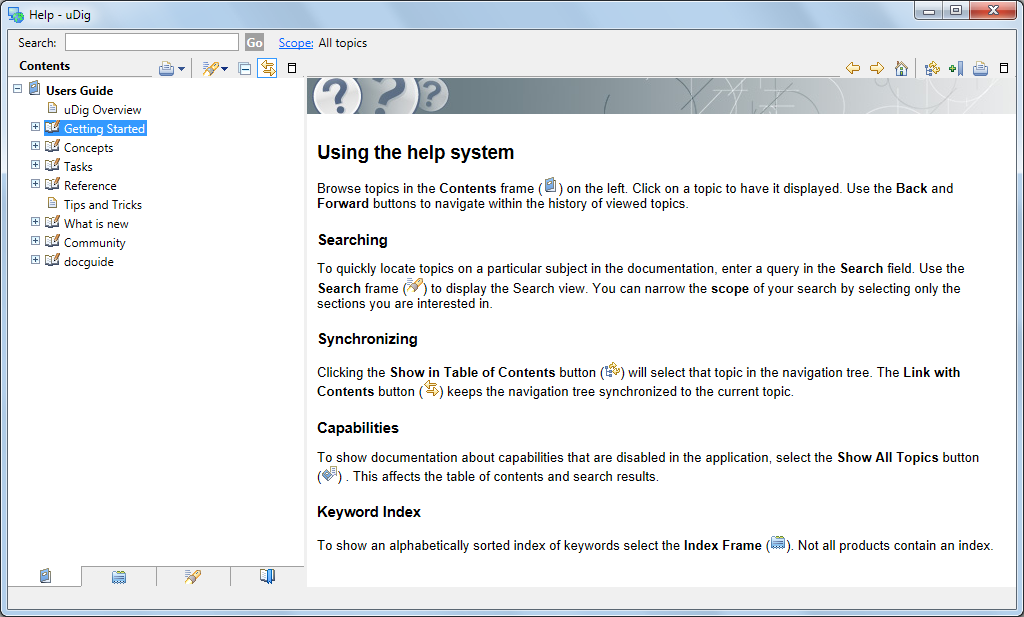 Help - uDig
Search:
Go
Scope: All topics
Contents
Users Guide
uDig Overview
Getting Started
Concepts
Tasks
Reference
Tips and Tricks
What is new
Community
docguide
Using the help system
Browse topics in the Contents frame ( ) on the left. Click on a topic to have it displayed. Use the Back and
Forward buttons to navigate within the history of viewed topics.
Searching
To quickly locate topics on a particular subject in the documentation, enter a query in the Search field. Use the
Search frame ( ) to display the Search view. You can narrow the scope of your search by selecting only the
sections you are interested in.
Synchronizing
Clicking the Show in Table of Contents button ( ) will select that topic in the navigation tree. The Link with
Contents button ( ) keeps the navigation tree synchronized to the current topic.
Capabilities
To show documentation about capabilities that are disabled in the application, select the Show All Topics button
( ) . This affects the table of contents and search results.
Keyword Index
To show an alphabetically sorted index of keywords select the Index Frame ( ). Not all products contain an index.